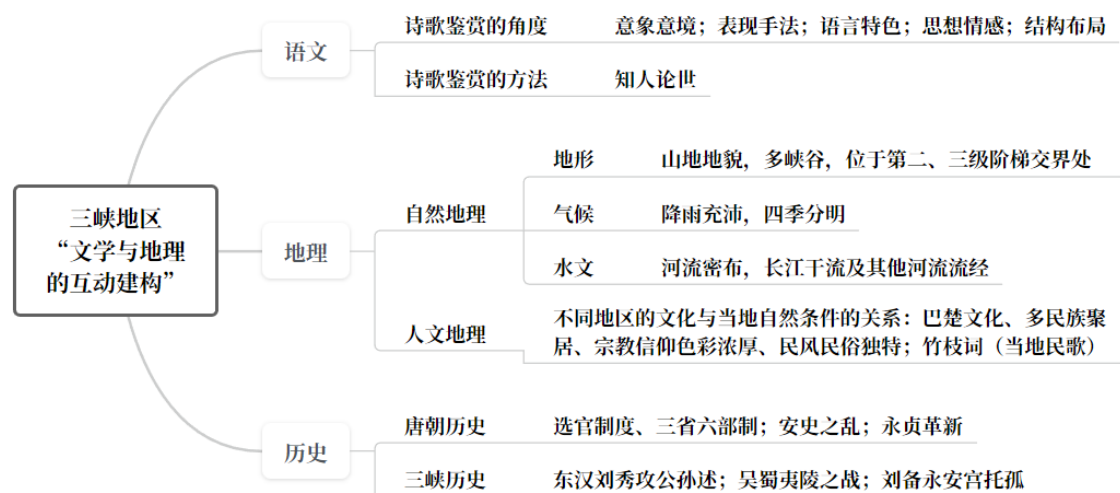 三峡地区
“文学与地理
的互动建构”
语文
诗歌鉴赏的角度 意象意境；表现手法；语言特色；思想情感；结构布局
诗歌鉴赏的方法 知人论世
地理
自然地理
地形 山地地貌，多峡谷，位于第二、三级阶梯交界处
气候 降雨充沛，四季分明
水文 河流密布，长江干流及其他河流流经
人文地理
不同地区的文化与当地自然条件的关系：巴楚文化、多民族聚
居、宗教信仰色彩浓厚、民风民俗独特；竹枝词（当地民歌）
历史
唐朝历史 选官制度、三省六部制；安史之乱；永贞革新
三峡历史 东汉刘秀攻公孙述；吴蜀夷陵之战；刘备永安宫托孤